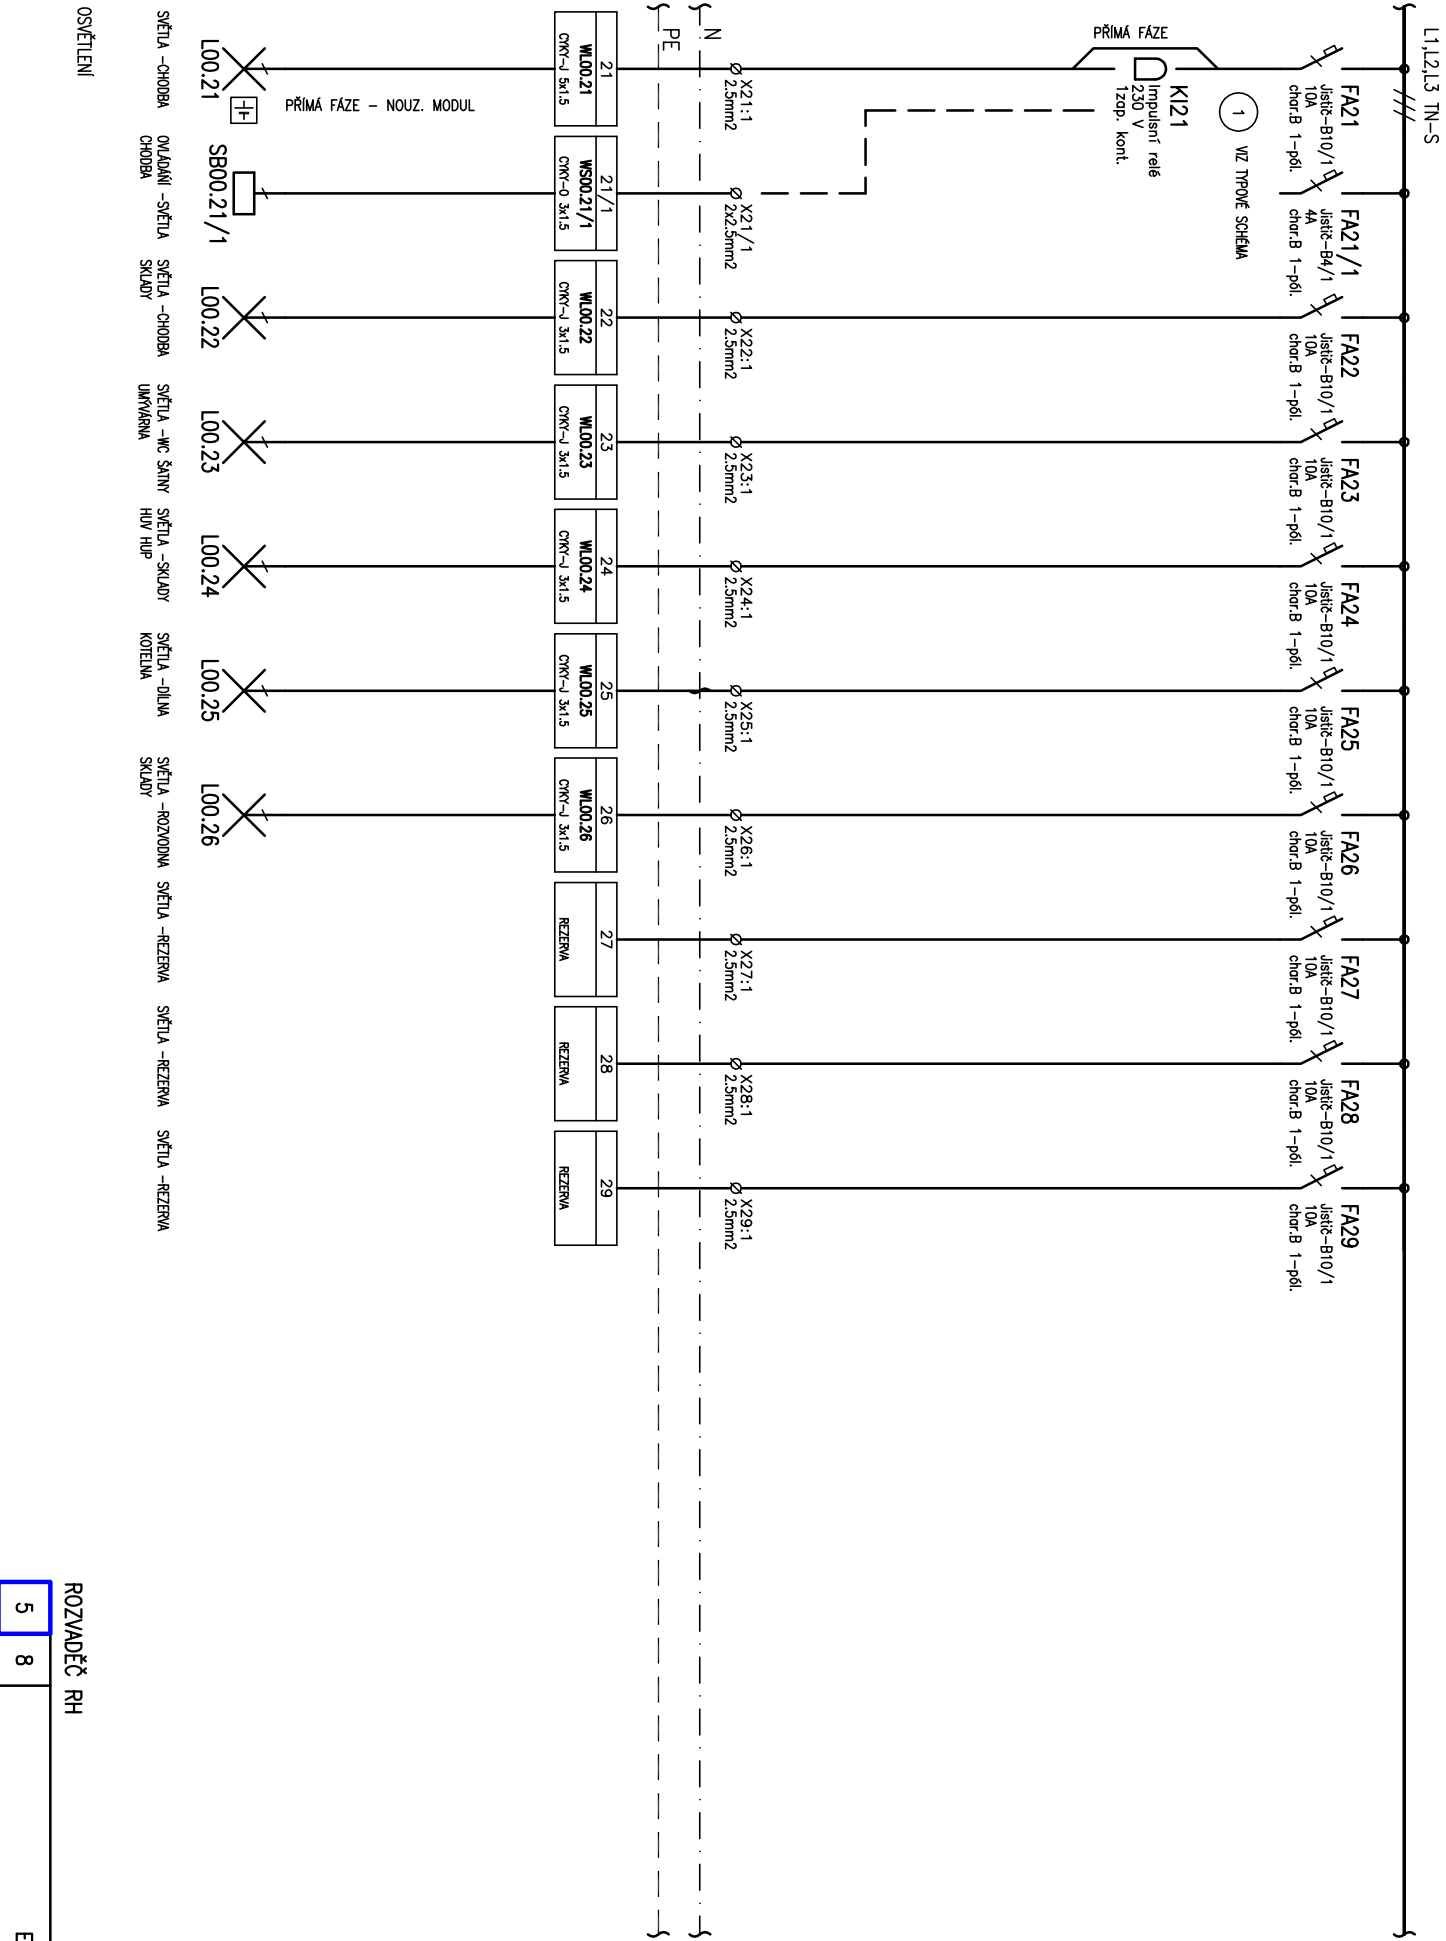 L1,L2,L3 TN-S
FA21
Jistič-B10/1
10A
char.B 1-pól.
FA21/1
Jistič-B4/1
4A
char.B 1-pól.
FA22
Jistič-B10/1
10A
char.B 1-pól.
FA23
Jistič-B10/1
10A
char.B 1-pól.
FA24
Jistič-B10/1
10A
char.B 1-pól.
FA25
Jistič-B10/1
10A
char.B 1-pól.
FA26
Jistič-B10/1
10A
char.B 1-pól.
FA27
Jistič-B10/1
10A
char.B 1-pól.
FA28
Jistič-B10/1
10A
char.B 1-pól.
FA29
Jistič-B10/1
10A
char.B 1-pól.
1
VIZ TYPOVÉ SCHÉMA
PŘÍMÁ FÁZE
KI21
Impulsní relé
230 V
1zap. kont.
X21:1
2.5mm2
X21/1
2x2.5mm2
X22:1
2.5mm2
X23:1
2.5mm2
X24:1
2.5mm2
X25:1
2.5mm2
X26:1
2.5mm2
X27:1
2.5mm2
X28:1
2.5mm2
X29:1
2.5mm2
N
PE
21
WL00.21
CYKY-J 5x1.5
21/1
WS00.21/1
CYKY-O 3x1.5
22
WL00.22
CYKY-J 3x1.5
23
WL00.23
CYKY-J 3x1.5
24
WL00.24
CYKY-J 3x1.5
25
WL00.25
CYKY-J 3x1.5
26
WL00.26
CYKY-J 3x1.5
27
REZERVA
28
REZERVA
29
REZERVA
PŘÍMÁ FÁZE - NOUZ. MODUL
L00.21
SB00.21/1
L00.22
L00.23
L00.24
L00.25
L00.26
SVĚTLA -CHODBA
OVLÁDÁNÍ -SVĚTLA
CHODBA
SVĚTLA -CHODBA
SKLADY
SVĚTLA -WC ŠATNY
UMÝVÁRNA
SVĚTLA -SKLADY
HUV HUP
SVĚTLA -DÍLNA
KOTELNA
SVĚTLA -ROZVODNA
SKLADY
SVĚTLA -REZERVA
SVĚTLA -REZERVA
SVĚTLA -REZERVA
OSVĚTLENÍ
ROZVADĚČ RH
5
8
E